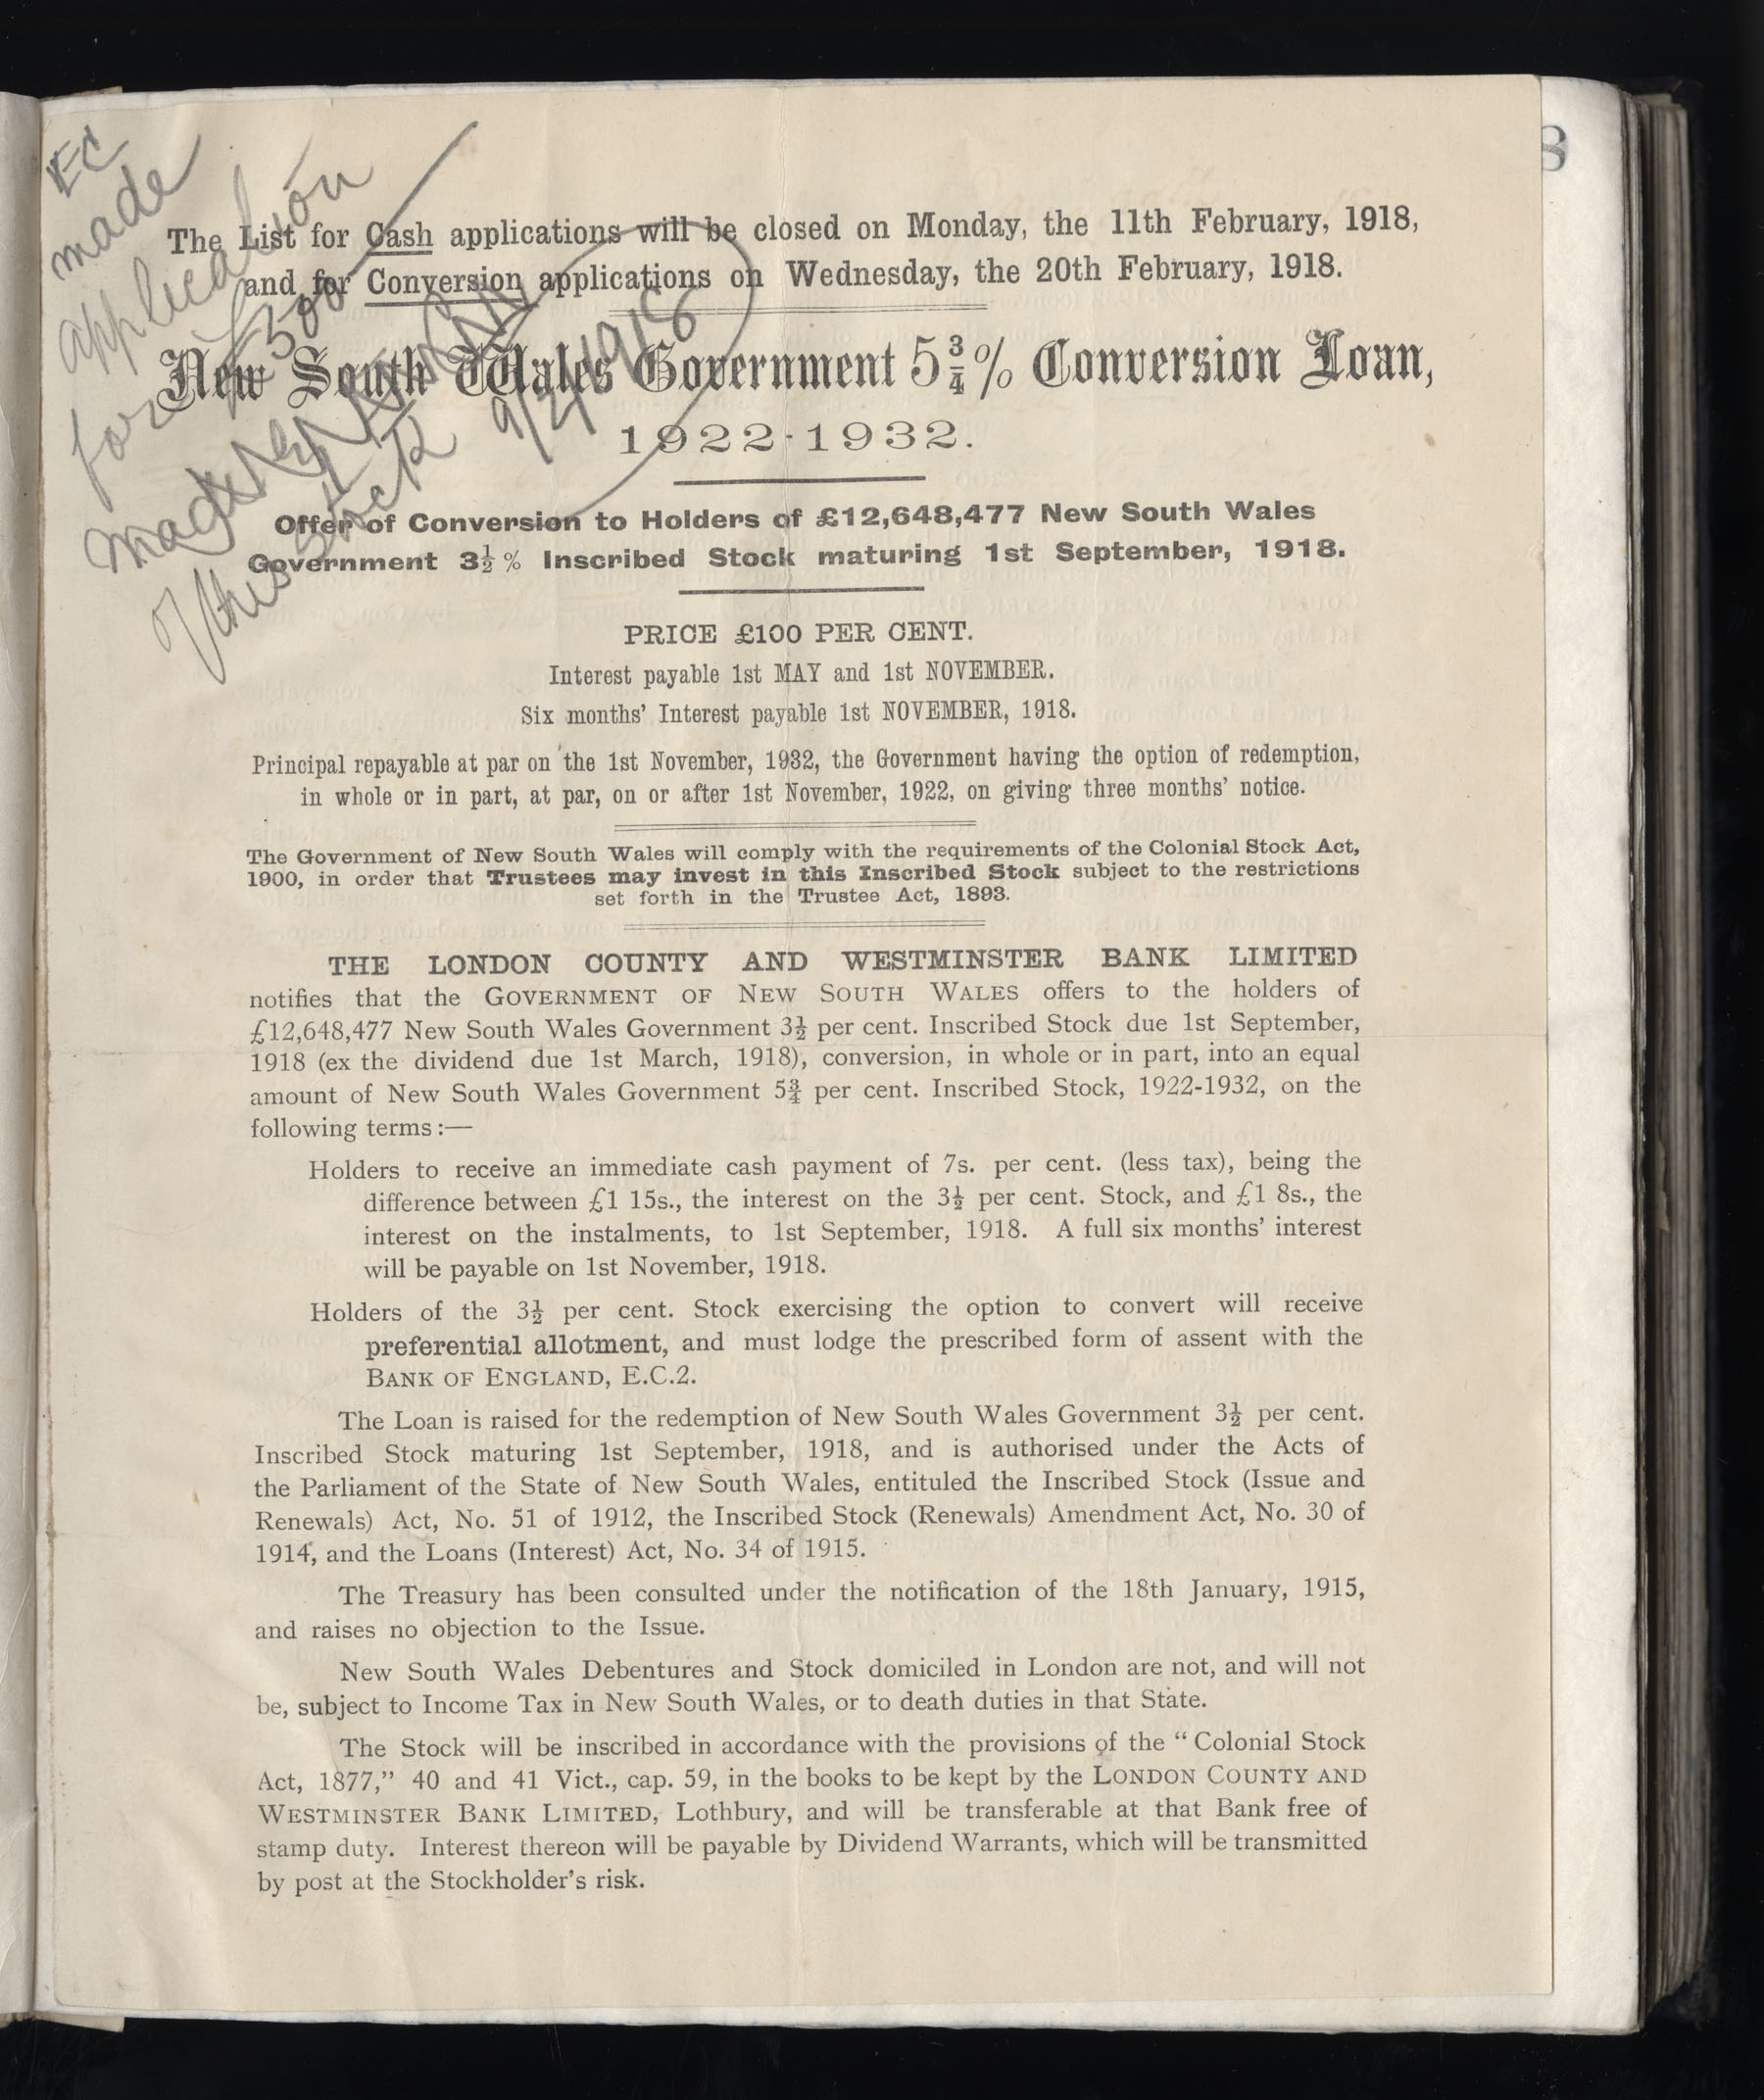 EC
made
application
for £500
of this stock 9/2/1918
8
The List for Cash applications will be closed on Monday, the 11th February, 1918,
and for Conversion applications on Wednesday, the 20th February, 1918.
New South Wales Government 5¾% Conversion Loan,
1922-1932.
Offer of Conversion to Holders of £12,648,477 New South Wales
Government 3½% Inscribed Stock maturing 1st September, 1918.
PRICE £100 PER CENT.
Interest payable 1st MAY and 1st NOVEMBER.
Six months' Interest payable 1st NOVEMBER, 1918.
Principal repayable at par on the 1st November, 1932, the Government having the option of redemption,
in whole or in part, at par, on or after 1st November, 1922, on giving three months' notice.
The Government of New South Wales will comply with the requirements of the Colonial Stock Act,
1900, in order that Trustees may invest in this Inscribed Stock subject to the restrictions
set forth in the Trustee Act, 1893.
THE LONDON COUNTY AND WESTMINSTER BANK LIMITED
notifies that the GOVERNMENT OF NEW SOUTH WALES offers to the holders of
£12,648,477 New South Wales Government 3½ per cent. Inscribed Stock due 1st September,
1918 (ex the dividend due 1st March, 1918), conversion, in whole or in part, into an equal
amount of New South Wales Government 5¾ per cent. Inscribed Stock, 1922-1932, on the
following terms:—
Holders to receive an immediate cash payment of 7s. per cent. (less tax), being the
difference between £1 15s., the interest on the 3½ per cent. Stock, and £1 8s., the
interest on the instalments, to 1st September, 1918. A full six months' interest
will be payable on 1st November, 1918.
Holders of the 3½ per cent. Stock exercising the option to convert will receive
preferential allotment, and must lodge the prescribed form of assent with the
BANK OF ENGLAND, E.C.2.
The Loan is raised for the redemption of New South Wales Government 3½ per cent.
Inscribed Stock maturing 1st September, 1918, and is authorised under the Acts of
the Parliament of the State of New South Wales, entituled the Inscribed Stock (Issue and
Renewals) Act, No. 51 of 1912, the Inscribed Stock (Renewals) Amendment Act, No. 30 of
1914, and the Loans (Interest) Act, No. 34 of 1915.
The Treasury has been consulted under the notification of the 18th January, 1915,
and raises no objection to the Issue.
New South Wales Debentures and Stock domiciled in London are not, and will not
be, subject to Income Tax in New South Wales, or to death duties in that State.
The Stock will be inscribed in accordance with the provisions of the "Colonial Stock
Act, 1877," 40 and 41 Vict., cap. 59, in the books to be kept by the LONDON COUNTY AND
WESTMINSTER BANK LIMITED, Lothbury, and will be transferable at that Bank free of
stamp duty. Interest thereon will be payable by Dividend Warrants, which will be transmitted
by post at the Stockholder's risk.